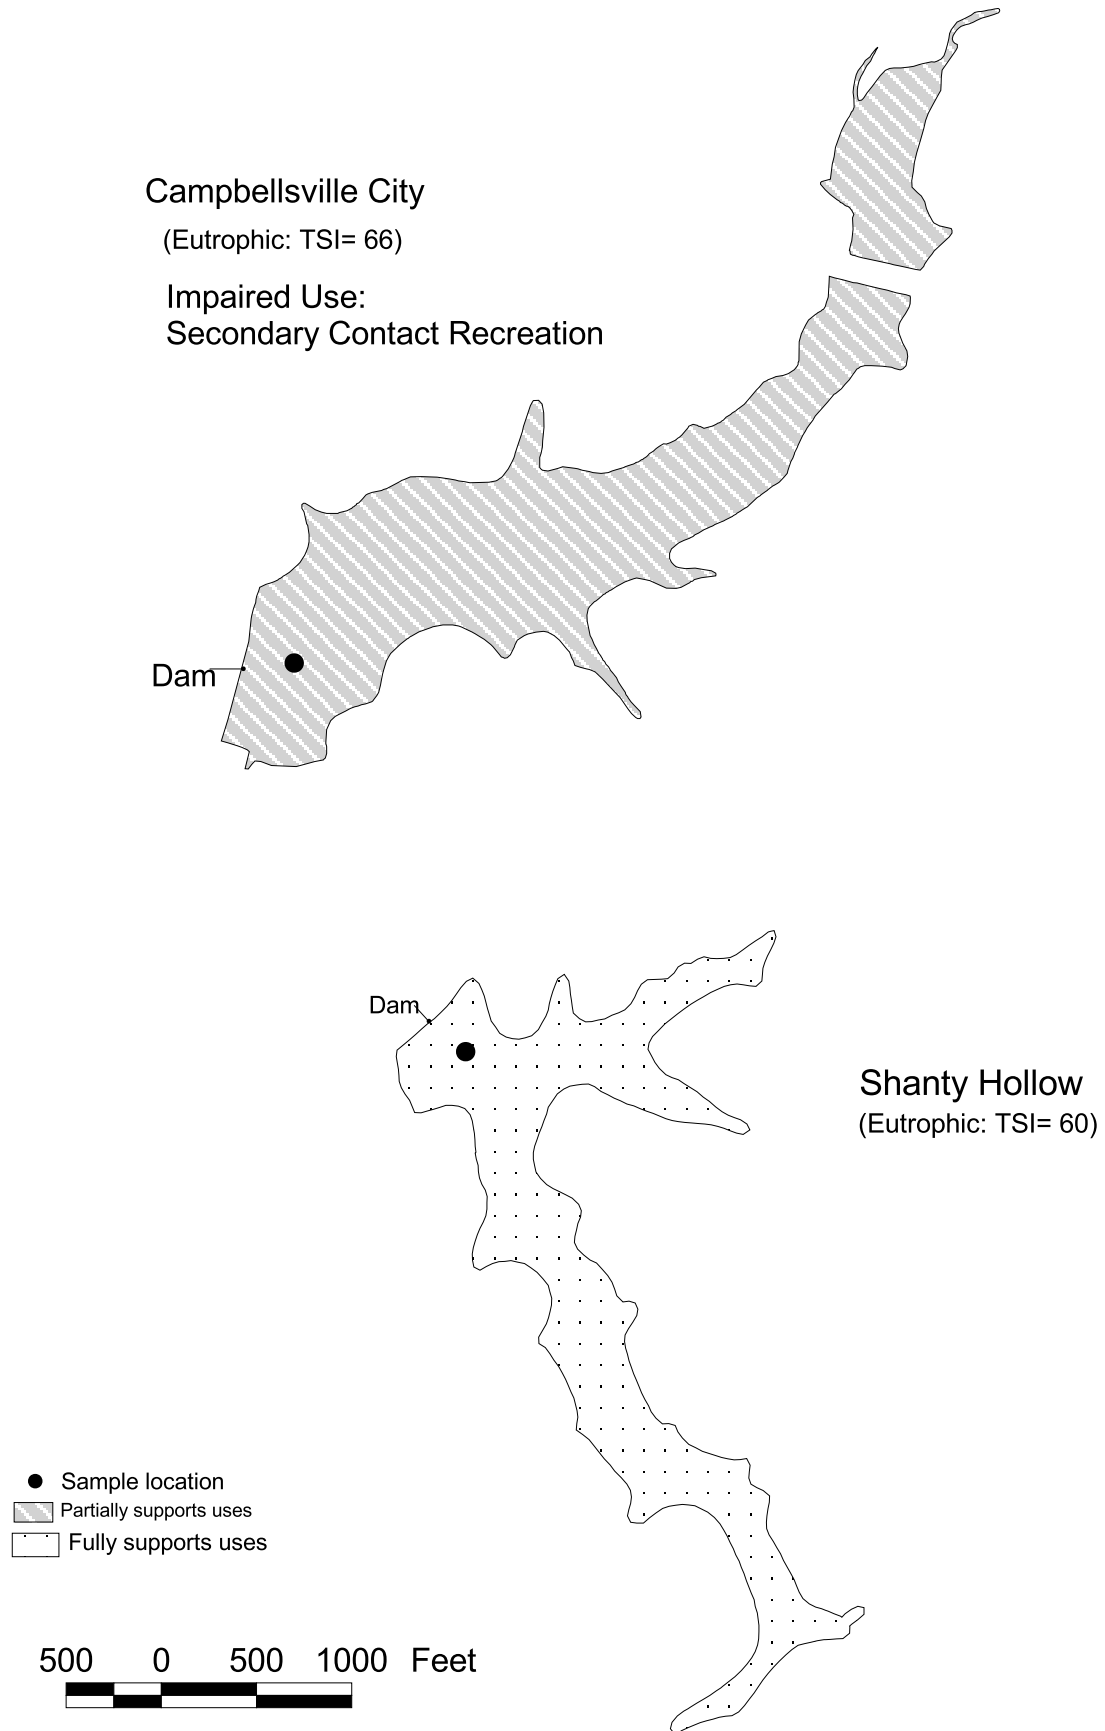 Campbellsville City
(Eutrophic: TSI= 66)
Impaired Use:
Secondary Contact Recreation
Dam
Dam
Shanty Hollow
(Eutrophic: TSI= 60)
Sample location
Partially supports uses
Fully supports uses
500 0 500 1000 Feet